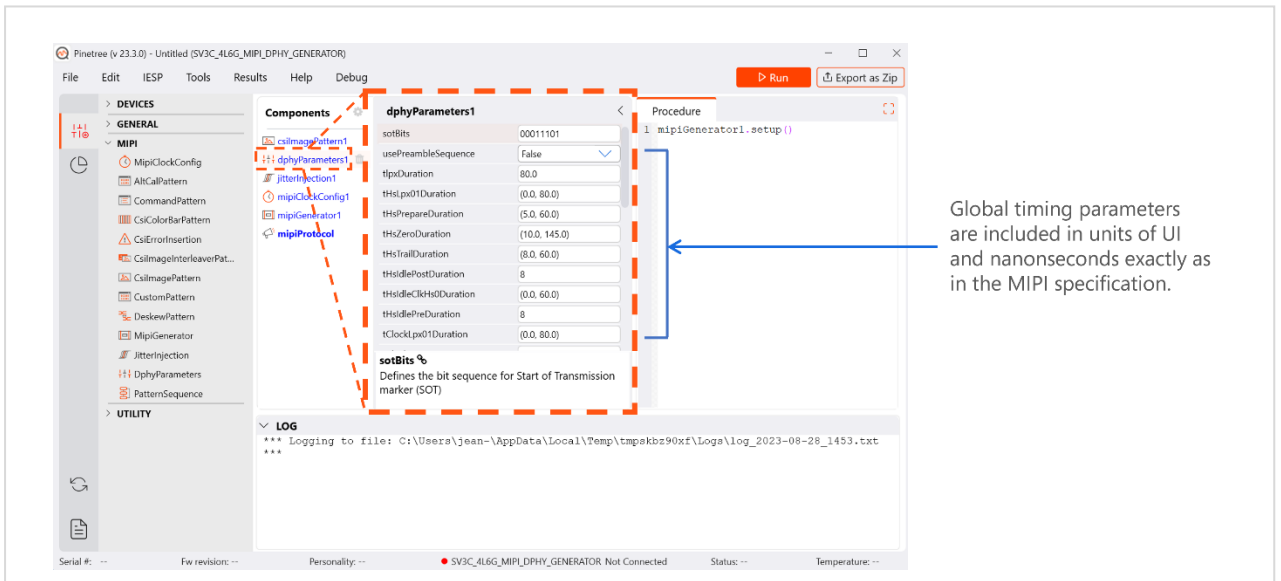 Pinetree (v 23.3.0) - Untitled (SV3C_4L6G_MIPI_DPHY_GENERATOR)
File Edit IESP Tools Results Help Debug
Run
Export as Zip
DEVICES
GENERAL
MIPI
MipiClockConfig
AltCalPattern
CommandPattern
CsiColorBarPattern
CsiErrorInsertion
CsiImageInterleaverPat...
CsiImagePattern
CustomPattern
DeskewPattern
MipiGenerator
JitterInjection
DphyParameters
PatternSequence
UTILITY
Components
csiImagePattern1
dphyParameters1
jitterInjection1
mipiClockConfig1
mipiGenerator1
mipiProtocol
dphyParameters1
sotBits 00011101
usePreambleSequence False
tlpxDuration 80.0
tHsLpx01Duration (0.0, 80.0)
tHsPrepareDuration (5.0, 60.0)
tHsZeroDuration (10.0, 145.0)
tHsTrailDuration (8.0, 60.0)
tHsIdlePostDuration 8
tHsIdleClkHs0Duration (0.0, 60.0)
tHsIdlePreDuration 8
tClockLpx01Duration (0.0, 80.0)
sotBits
Defines the bit sequence for Start of Transmission
marker (SOT)
Procedure
1 mipiGenerator1.setup()
Global timing parameters
are included in units of UI
and nanonseconds exactly as
in the MIPI specification.
LOG
*** Logging to file: C:\Users\jean-\AppData\Local\Temp\tmpskbz90xf\Logs\log_2023-08-28_1453.txt
***
Serial #: -- Fw revision: -- Personality: -- SV3C_4L6G_MIPI_DPHY_GENERATOR Not Connected Status: -- Temperature: --